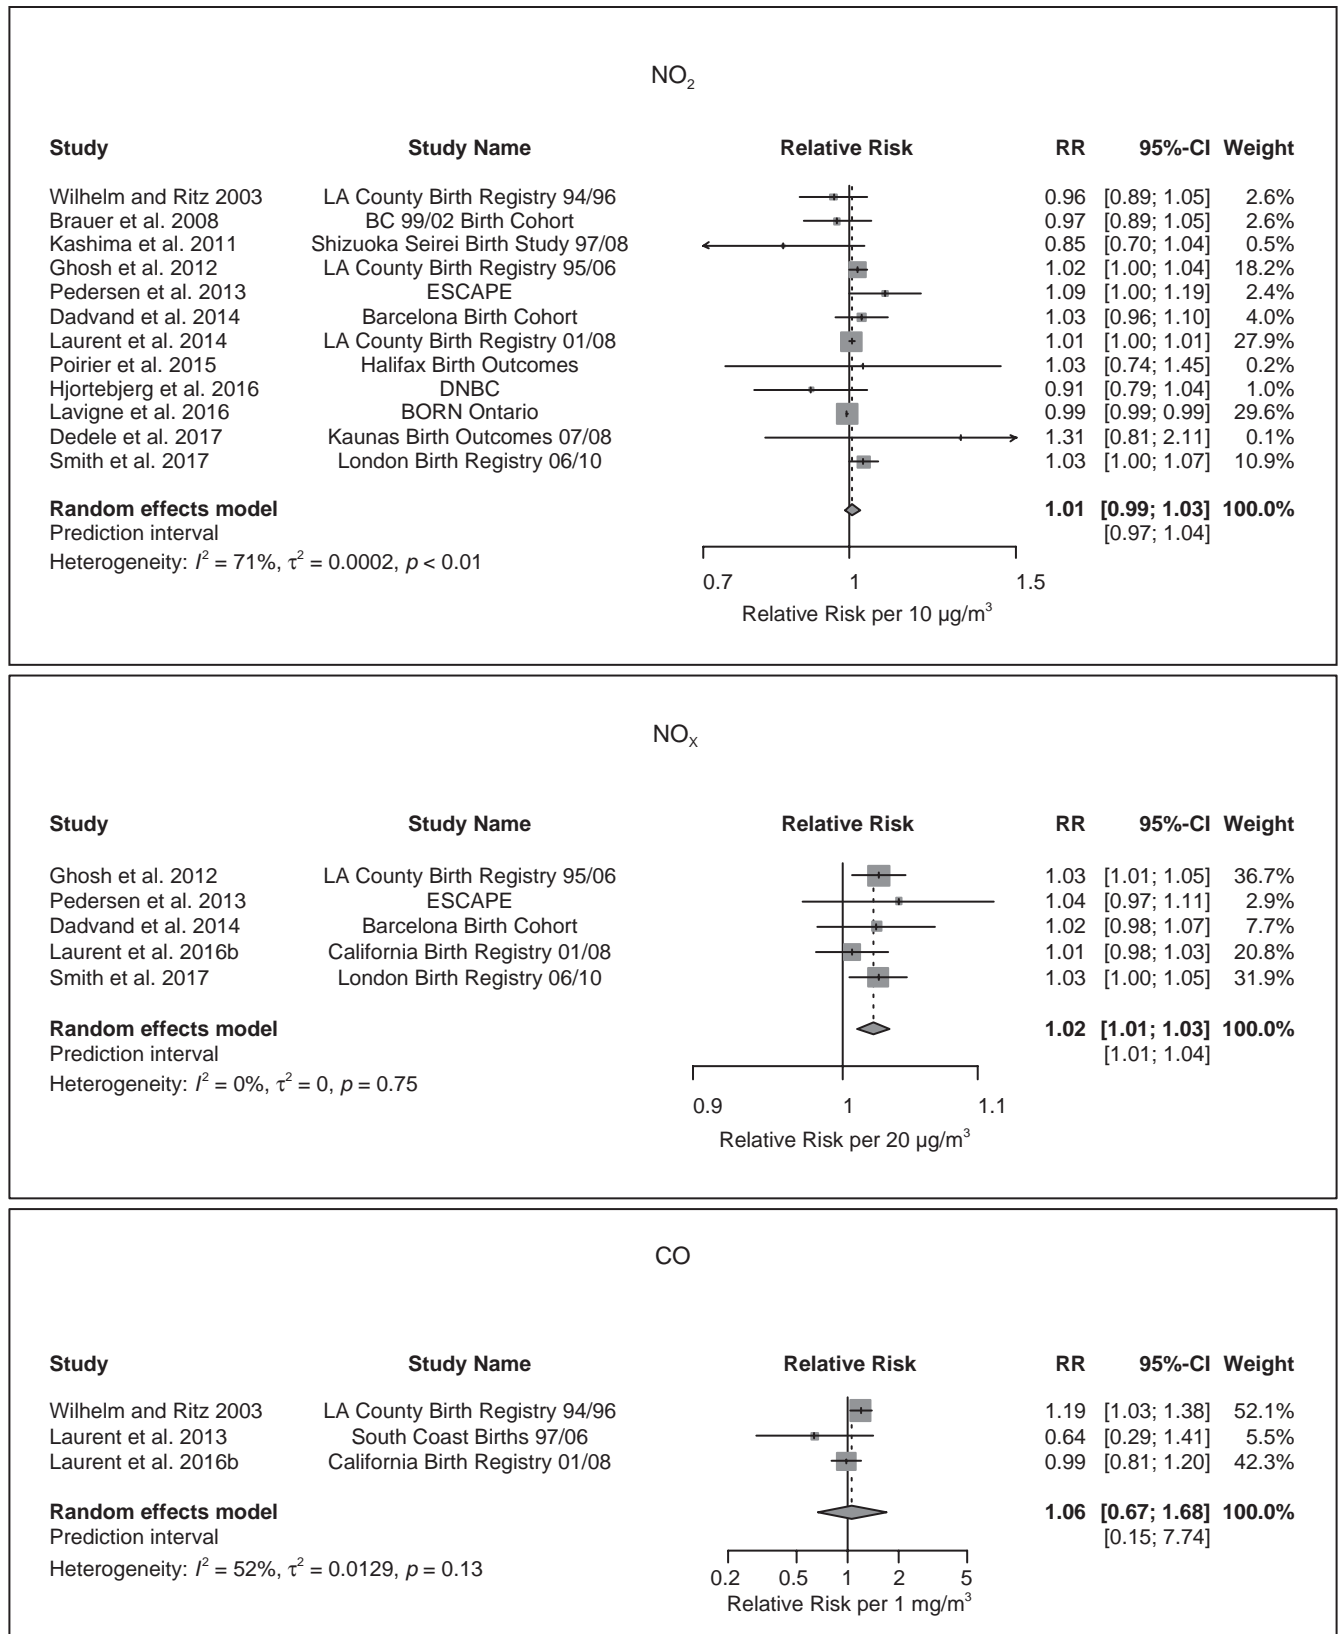 NO2
Study Study Name Relative Risk RR 95%-CI Weight
Wilhelm and Ritz 2003 LA County Birth Registry 94/96 0.96 [0.89; 1.05] 2.6%
Brauer et al. 2008 BC 99/02 Birth Cohort 0.97 [0.89; 1.05] 2.6%
Kashima et al. 2011 Shizuoka Seirei Birth Study 97/08 0.85 [0.70; 1.04] 0.5%
Ghosh et al. 2012 LA County Birth Registry 95/06 1.02 [1.00; 1.04] 18.2%
Pedersen et al. 2013 ESCAPE 1.09 [1.00; 1.19] 2.4%
Dadvand et al. 2014 Barcelona Birth Cohort 1.03 [0.96; 1.10] 4.0%
Laurent et al. 2014 LA County Birth Registry 01/08 1.01 [1.00; 1.01] 27.9%
Poirier et al. 2015 Halifax Birth Outcomes 1.03 [0.74; 1.45] 0.2%
Hjortebjerg et al. 2016 DNBC 0.91 [0.79; 1.04] 1.0%
Lavigne et al. 2016 BORN Ontario 0.99 [0.99; 0.99] 29.6%
Dedele et al. 2017 Kaunas Birth Outcomes 07/08 1.31 [0.81; 2.11] 0.1%
Smith et al. 2017 London Birth Registry 06/10 1.03 [1.00; 1.07] 10.9%
Random effects model 1.01 [0.99; 1.03] 100.0%
Prediction interval [0.97; 1.04]
Heterogeneity: I² = 71%, τ² = 0.0002, p < 0.01
0.7 1 1.5
Relative Risk per 10 µg/m³
NOX
Study Study Name Relative Risk RR 95%-CI Weight
Ghosh et al. 2012 LA County Birth Registry 95/06 1.03 [1.01; 1.05] 36.7%
Pedersen et al. 2013 ESCAPE 1.04 [0.97; 1.11] 2.9%
Dadvand et al. 2014 Barcelona Birth Cohort 1.02 [0.98; 1.07] 7.7%
Laurent et al. 2016b California Birth Registry 01/08 1.01 [0.98; 1.03] 20.8%
Smith et al. 2017 London Birth Registry 06/10 1.03 [1.00; 1.05] 31.9%
Random effects model 1.02 [1.01; 1.03] 100.0%
Prediction interval [1.01; 1.04]
Heterogeneity: I² = 0%, τ² = 0, p = 0.75
0.9 1 1.1
Relative Risk per 20 µg/m³
CO
Study Study Name Relative Risk RR 95%-CI Weight
Wilhelm and Ritz 2003 LA County Birth Registry 94/96 1.19 [1.03; 1.38] 52.1%
Laurent et al. 2013 South Coast Births 97/06 0.64 [0.29; 1.41] 5.5%
Laurent et al. 2016b California Birth Registry 01/08 0.99 [0.81; 1.20] 42.3%
Random effects model 1.06 [0.67; 1.68] 100.0%
Prediction interval [0.15; 7.74]
Heterogeneity: I² = 52%, τ² = 0.0129, p = 0.13
0.2 0.5 1 2 5
Relative Risk per 1 mg/m³